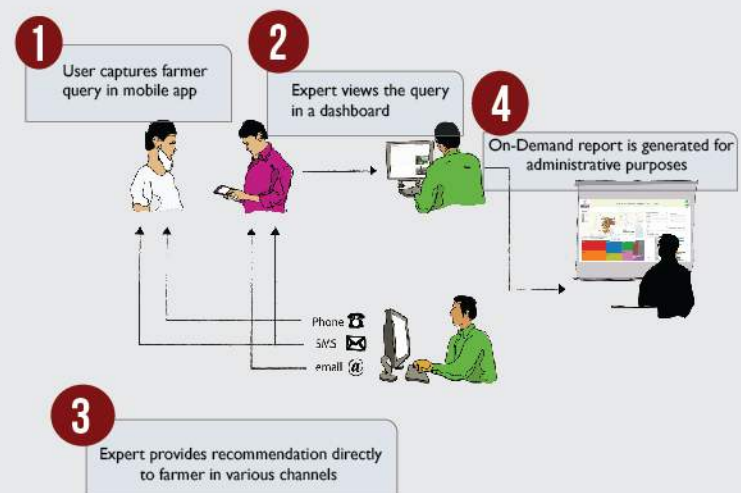 1
User captures farmer
query in mobile app
2
Expert views the query
in a dashboard
4
On-Demand report is generated for
administrative purposes
Phone
SMS
email @
3
Expert provides recommendation directly
to farmer in various channels